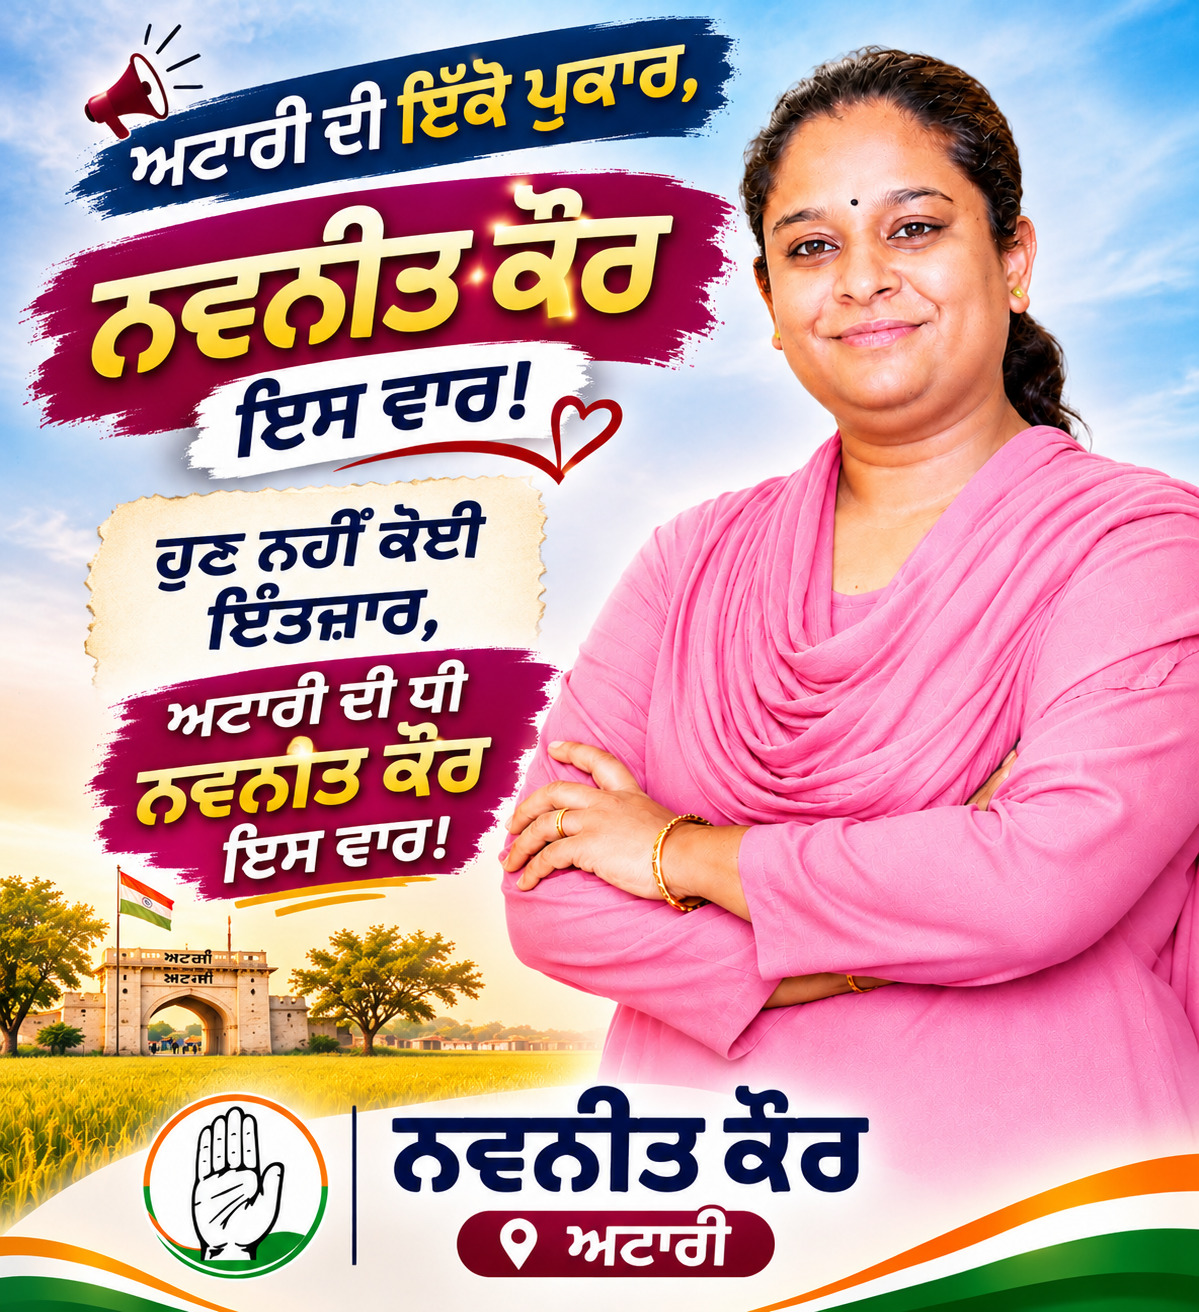 ਅਟਾਰੀ ਦੀ ਇੱਕੋ ਪੁਕਾਰ,
ਨਵਨੀਤ ਕੌਰ
ਇਸ ਵਾਰ!
ਹੁਣ ਨਹੀਂ ਕੋਈ
ਇੰਤਜ਼ਾਰ,
ਅਟਾਰੀ ਦੀ ਧੀ
ਨਵਨੀਤ ਕੌਰ
ਇਸ ਵਾਰ!
ਨਵਨੀਤ ਕੌਰ
ਅਟਾਰੀ